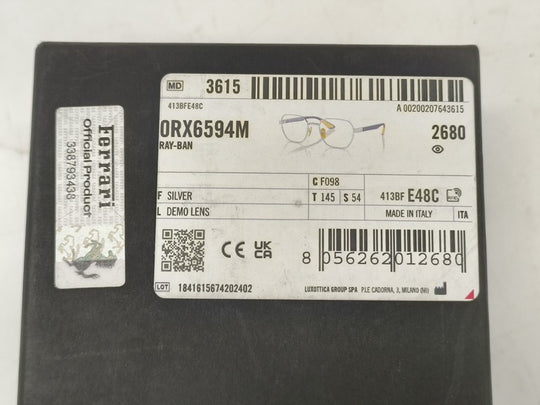 MD 3615
413BFE48C
A 00200207643615
0RX6594M
RAY-BAN
2680
C F098
F SILVER
T 145 S 54
413BF E48C
L DEMO LENS
MADE IN ITALY
ITA
CE UK CA
8 056262 012680
LOT 1841615674202402
LUXOTTICA GROUP SPA P.LE CADORNA, 3, MILANO (MI)
Ferrari
Official Product
338793438